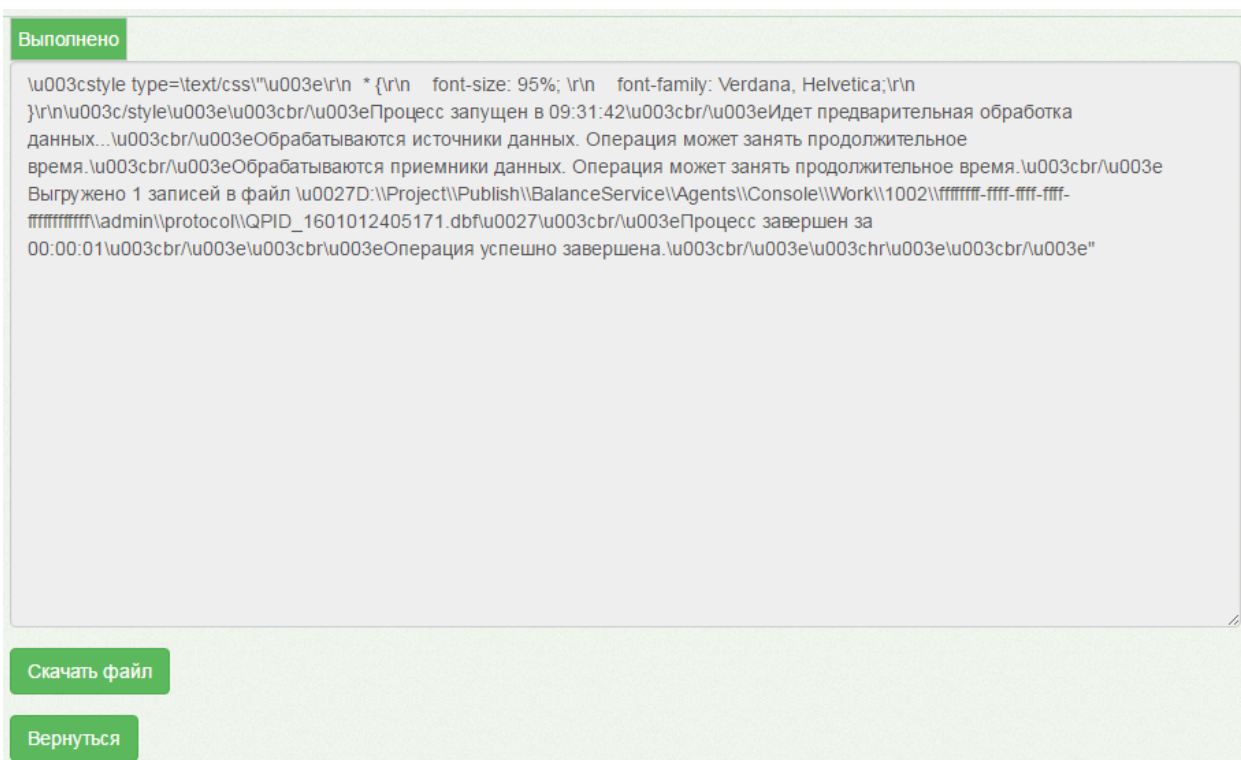 Выполнено
\u003cstyle type=\text/css\"\u003e\r\n  * {\r\n    font-size: 95%; \r\n    font-family: Verdana, Helvetica;\r\n
}\r\n\u003c/style\u003e\u003cbr/\u003eПроцесс запущен в 09:31:42\u003cbr/\u003eИдет предварительная обработка
данных...\u003cbr/\u003eОбрабатываются источники данных. Операция может занять продолжительное
время.\u003cbr/\u003eОбрабатываются приемники данных. Операция может занять продолжительное время.\u003cbr/\u003e
Выгружено 1 записей в файл \u0027D:\\Project\\Publish\\BalanceService\\Agents\\Console\\Work\\1002\\ffffffff-ffff-ffff-ffff-
ffffffffffff\\admin\\protocol\\QPID_1601012405171.dbf\u0027\u003cbr/\u003eПроцесс завершен за
00:00:01\u003cbr/\u003e\u003cbr\u003eОперация успешно завершена.\u003cbr/\u003e\u003chr\u003e\u003cbr/\u003e"
Скачать файл
Вернуться